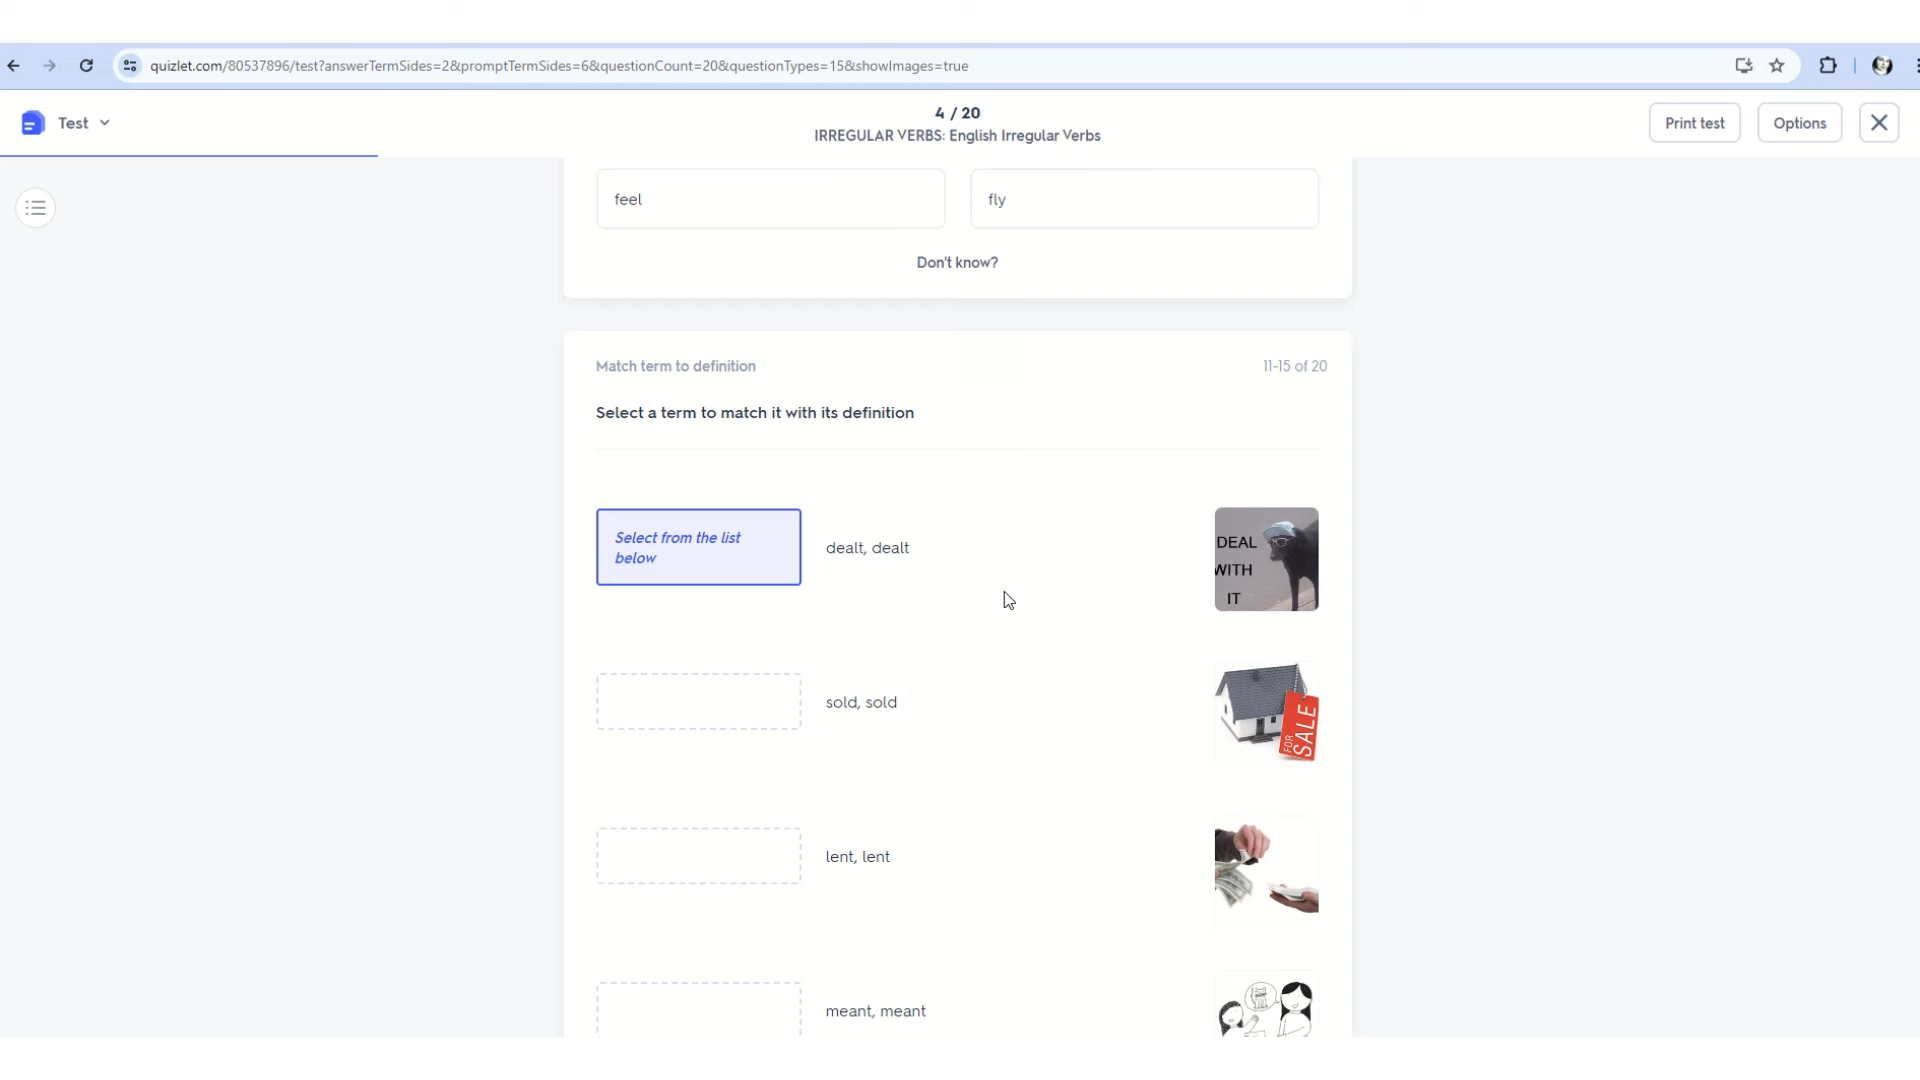 quizlet.com/80537896/test?answerTermSides=2&promptTermSides=6&questionCount=20&questionTypes=15&showImages=true
Test
4 / 20
IRREGULAR VERBS: English Irregular Verbs
Print test
Options
feel
fly
Don't know?
Match term to definition
11-15 of 20
Select a term to match it with its definition
Select from the list
below
dealt, dealt
DEAL
WITH
IT
sold, sold
FOR
SALE
lent, lent
meant, meant